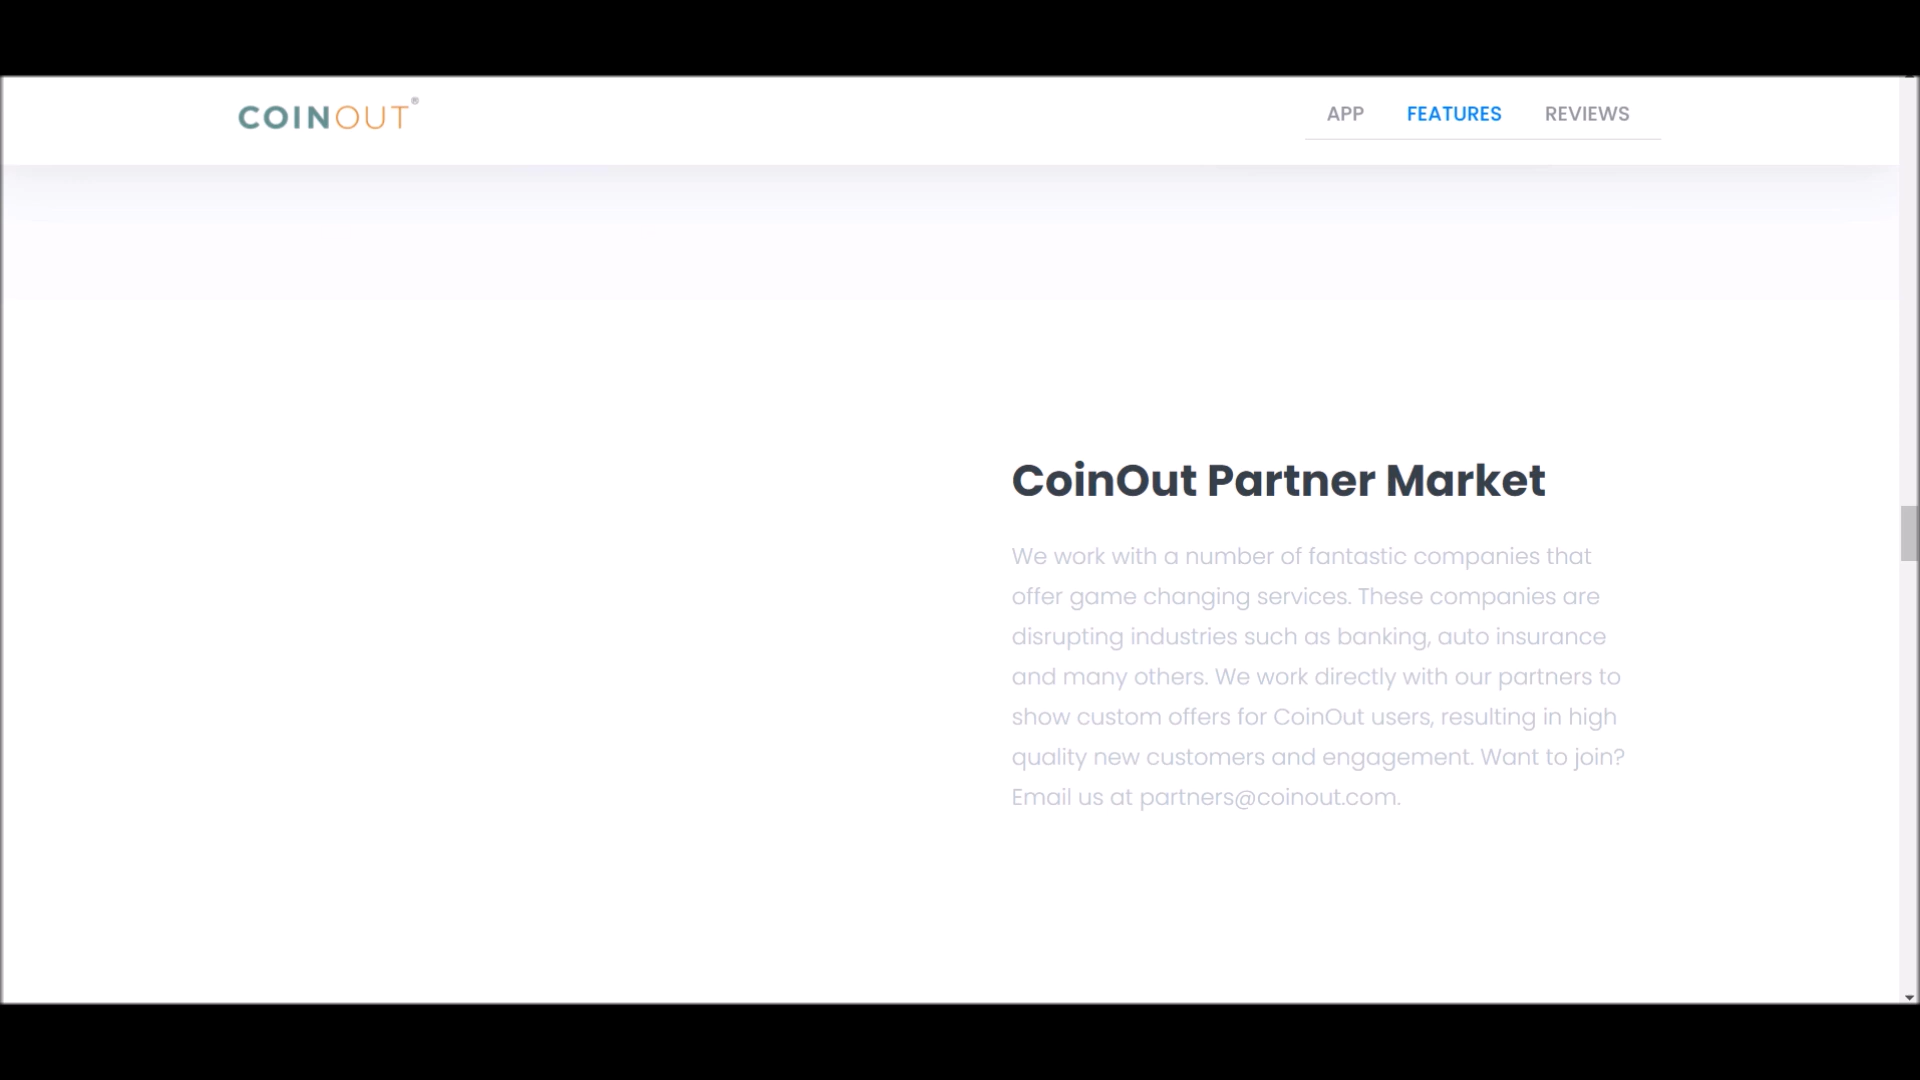 COINOUT®
APP FEATURES REVIEWS
CoinOut Partner Market
We work with a number of fantastic companies that
offer game changing services. These companies are
disrupting industries such as banking, auto insurance
and many others. We work directly with our partners to
show custom offers for CoinOut users, resulting in high
quality new customers and engagement. Want to join?
Email us at partners@coinout.com.